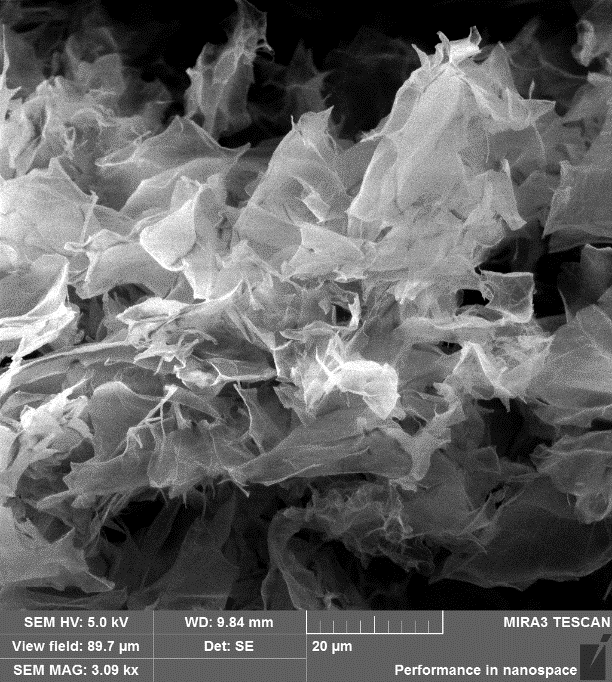 SEM HV: 5.0 kV WD: 9.84 mm MIRA3 TESCAN
View field: 89.7 µm Det: SE 20 µm
SEM MAG: 3.09 kx Performance in nanospace